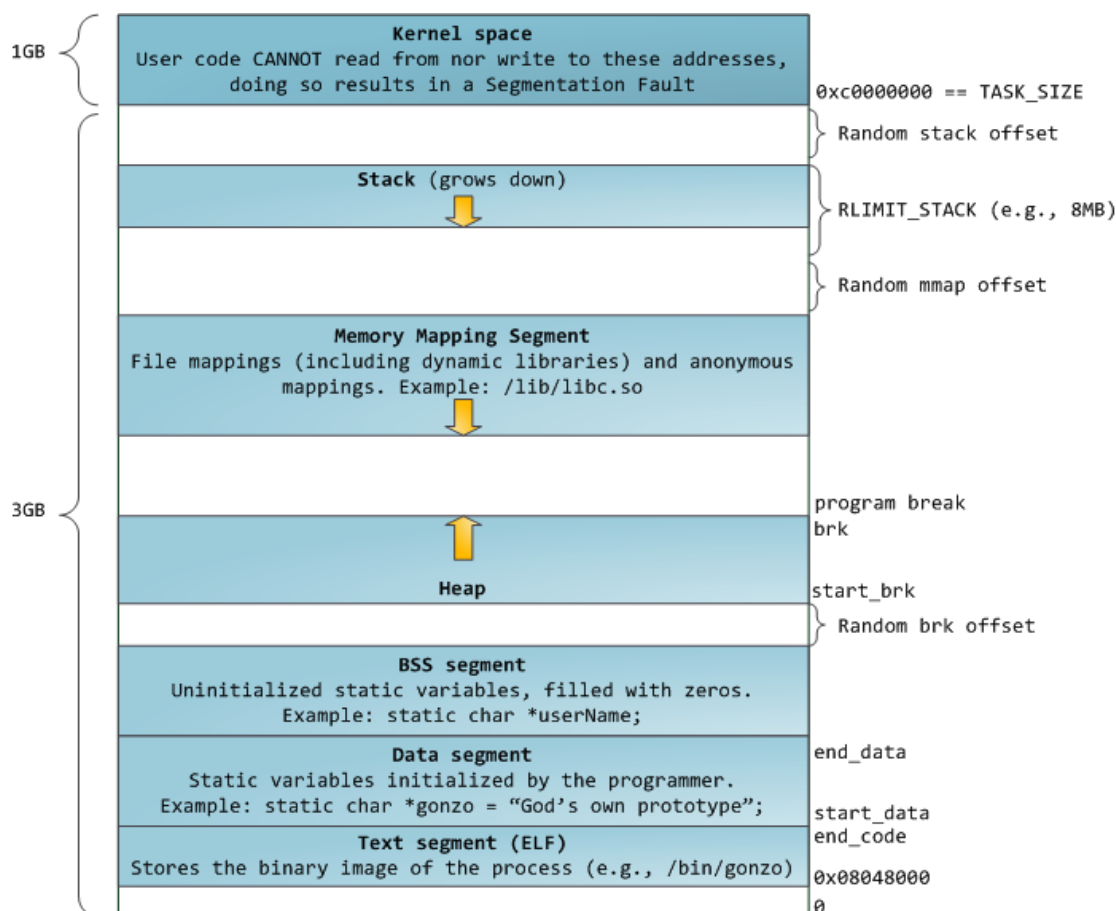 1GB
Kernel space
User code CANNOT read from nor write to these addresses,
doing so results in a Segmentation Fault
0xc0000000 == TASK_SIZE
Random stack offset
Stack (grows down)
RLIMIT_STACK (e.g., 8MB)
Random mmap offset
Memory Mapping Segment
File mappings (including dynamic libraries) and anonymous
mappings. Example: /lib/libc.so
3GB
program break
brk
Heap
start_brk
Random brk offset
BSS segment
Uninitialized static variables, filled with zeros.
Example: static char *userName;
Data segment
end_data
Static variables initialized by the programmer.
Example: static char *gonzo = “God’s own prototype”;
start_data
end_code
Text segment (ELF)
Stores the binary image of the process (e.g., /bin/gonzo)
0x08048000
0